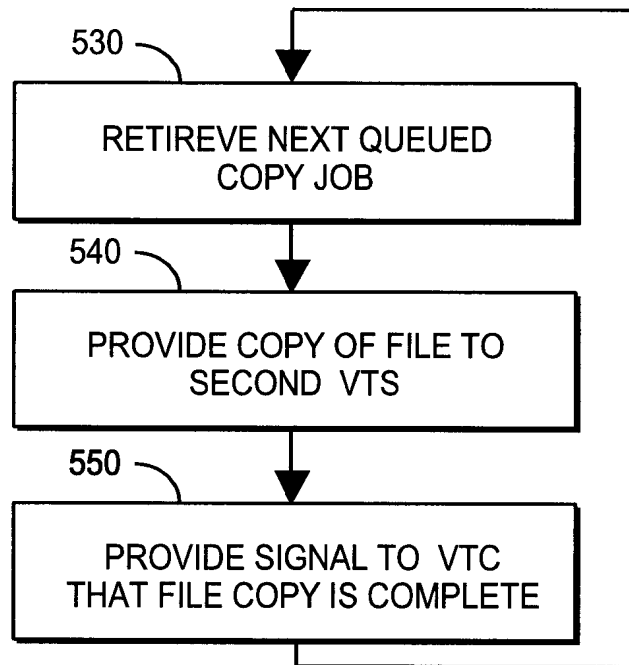 530
RETIREVE NEXT QUEUED
COPY JOB
540
PROVIDE COPY OF FILE TO
SECOND VTS
550
PROVIDE SIGNAL TO VTC
THAT FILE COPY IS COMPLETE